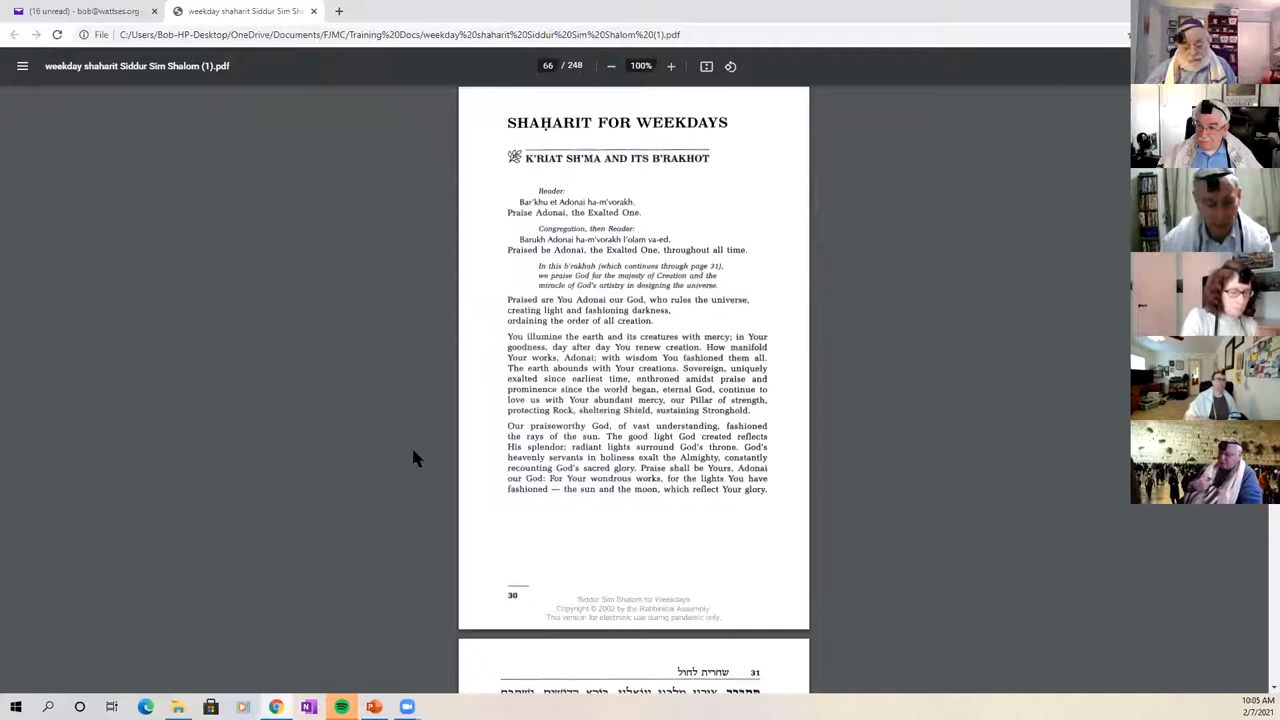 (16 unread) - bob@wattses.org
weekday shaharit Siddur Sim Sh
File
C:/Users/Bob-HP-Desktop/OneDrive/Documents/FJMC/Training%20Docs/weekday%20shaharit%20Siddur%20Sim%20Shalom%20(1).pdf
weekday shaharit Siddur Sim Shalom (1).pdf
66 / 248
100%
SHAḤARIT FOR WEEKDAYS
K'RIAT SH'MA AND ITS B'RAKHOT
Reader:
Bar'khu et Adonai ha-m'vorakh.
Praise Adonai, the Exalted One.
Congregation, then Reader:
Barukh Adonai ha-m'vorakh l'olam va-ed.
Praised be Adonai, the Exalted One, throughout all time.
In this b'rakhah (which continues through page 31),
we praise God for the majesty of Creation and the
miracle of God's artistry in designing the universe.
Praised are You Adonai our God, who rules the universe,
creating light and fashioning darkness,
ordaining the order of all creation.
You illumine the earth and its creatures with mercy; in Your
goodness, day after day You renew creation. How manifold
Your works, Adonai; with wisdom You fashioned them all.
The earth abounds with Your creations. Sovereign, uniquely
exalted since earliest time, enthroned amidst praise and
prominence since the world began, eternal God, continue to
love us with Your abundant mercy, our Pillar of strength,
protecting Rock, sheltering Shield, sustaining Stronghold.
Our praiseworthy God, of vast understanding, fashioned
the rays of the sun. The good light God created reflects
His splendor; radiant lights surround God's throne. God's
heavenly servants in holiness exalt the Almighty, constantly
recounting God's sacred glory. Praise shall be Yours, Adonai
our God: For Your wondrous works, for the lights You have
fashioned — the sun and the moon, which reflect Your glory.
30
Siddur Sim Shalom for Weekdays
Copyright © 2002 by the Rabbinical Assembly
This version for electronic use during pandemic only.
31 שחרית לחול
10:05 AM
2/7/2021